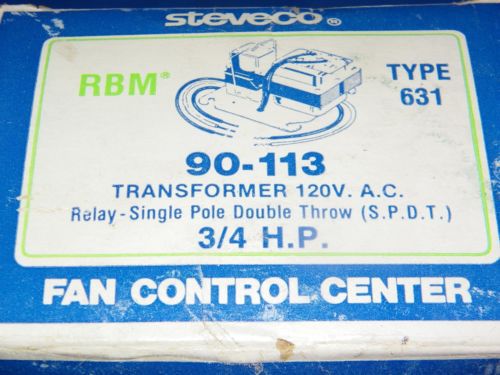 steveco®
RBM®
TYPE
631
90-113
TRANSFORMER 120V. A.C.
Relay-Single Pole Double Throw (S.P.D.T.)
3/4 H.P.
FAN CONTROL CENTER